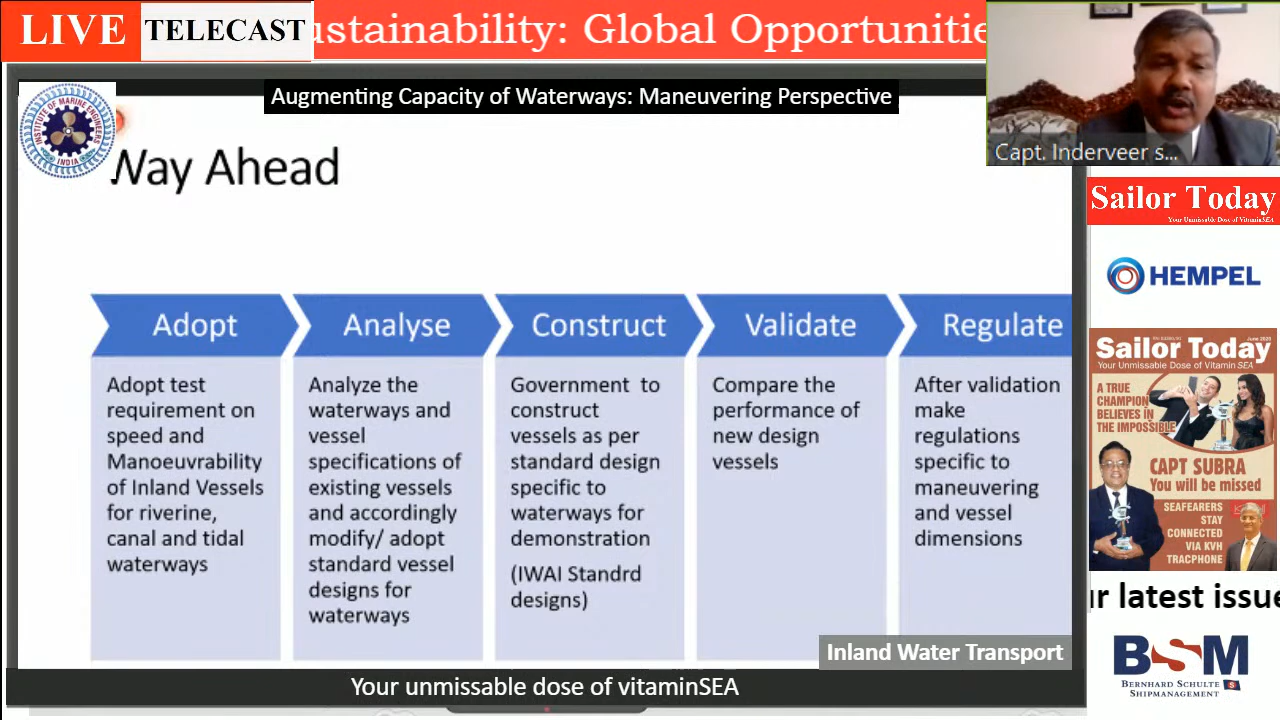 LIVE
TELECAST
ustainability: Global Opportunitie
Augmenting Capacity of Waterways: Maneuvering Perspective
INSTITUTE OF MARINE ENGINEERS
INDIA
Way Ahead
Adopt
Adopt test
requirement on
speed and
Manoeuvrability
of Inland Vessels
for riverine,
canal and tidal
waterways
Analyse
Analyze the
waterways and
vessel
specifications of
existing vessels
and accordingly
modify/ adopt
standard vessel
designs for
waterways
Construct
Government to
construct
vessels as per
standard design
specific to
waterways for
demonstration
(IWAI Standrd
designs)
Validate
Compare the
performance of
new design
vessels
Regulate
After validation
make
regulations
specific to
maneuvering
and vessel
dimensions
Inland Water Transport
Your unmissable dose of vitaminSEA
Capt. Inderveer s...
Sailor Today
Your Unmissable Dose of VitaminSEA
HEMPEL
June 2020
Sailor Today
Your Unmissable Dose of Vitamin SEA
A TRUE
CHAMPION
BELIEVES IN
THE IMPOSSIBLE
CAPT SUBRA
You will be missed
SEAFEARERS
STAY
CONNECTED
VIA KVH
TRACPHONE
ur latest issue
BSM
BERNHARD SCHULTE
SHIPMANAGEMENT